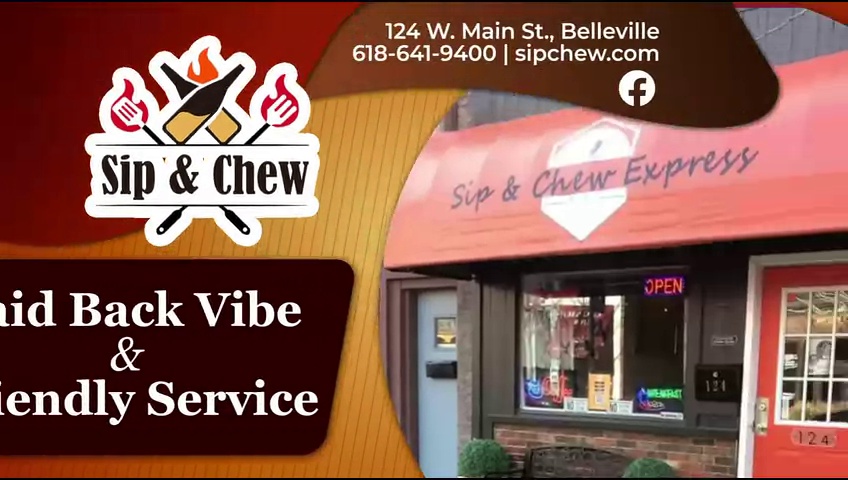 124 W. Main St., Belleville
618-641-9400 | sipchew.com
Sip & Chew
Sip & Chew Express
OPEN
aid Back Vibe
&
iendly Service
124
124